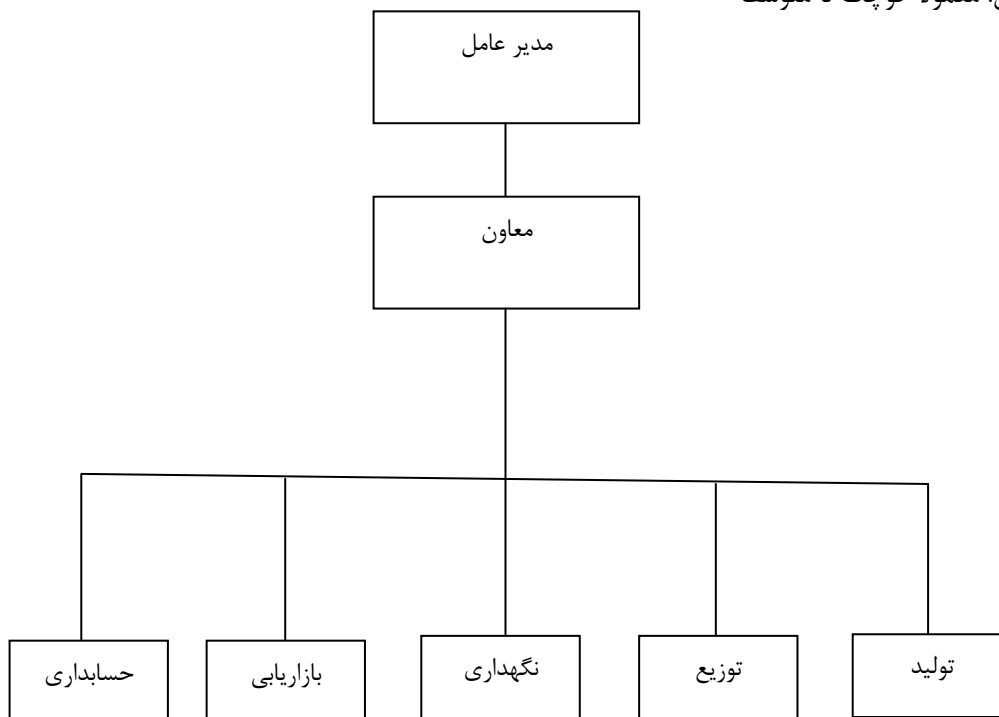 مدیر عامل
معاون
تولید
توزیع
نگهداری
بازاریابی
حسابداری